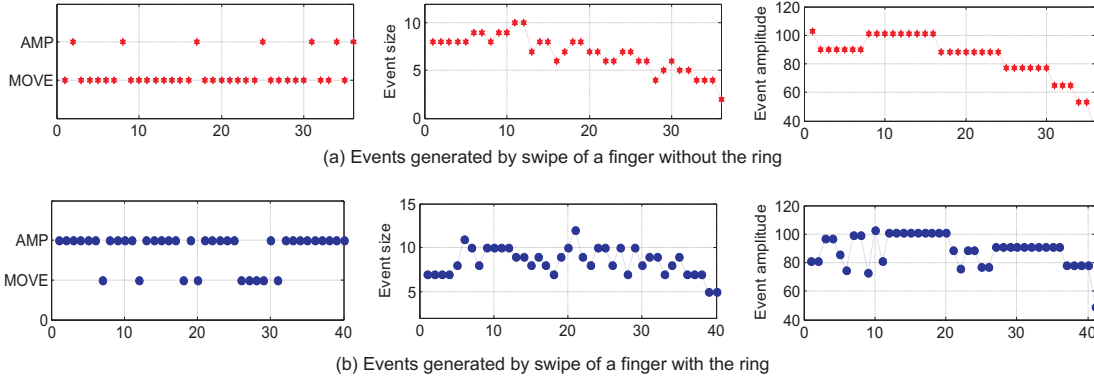 AMP
MOVE
0 10 20 30
Event size
10
5
0
0 10 20 30
Event amplitude
120
100
80
60
40
0 10 20 30
(a) Events generated by swipe of a finger without the ring
AMP
MOVE
0
0 10 20 30 40
Event size
15
10
5
0 10 20 30 40
Event amplitude
120
100
80
60
40
0 10 20 30 40
(b) Events generated by swipe of a finger with the ring